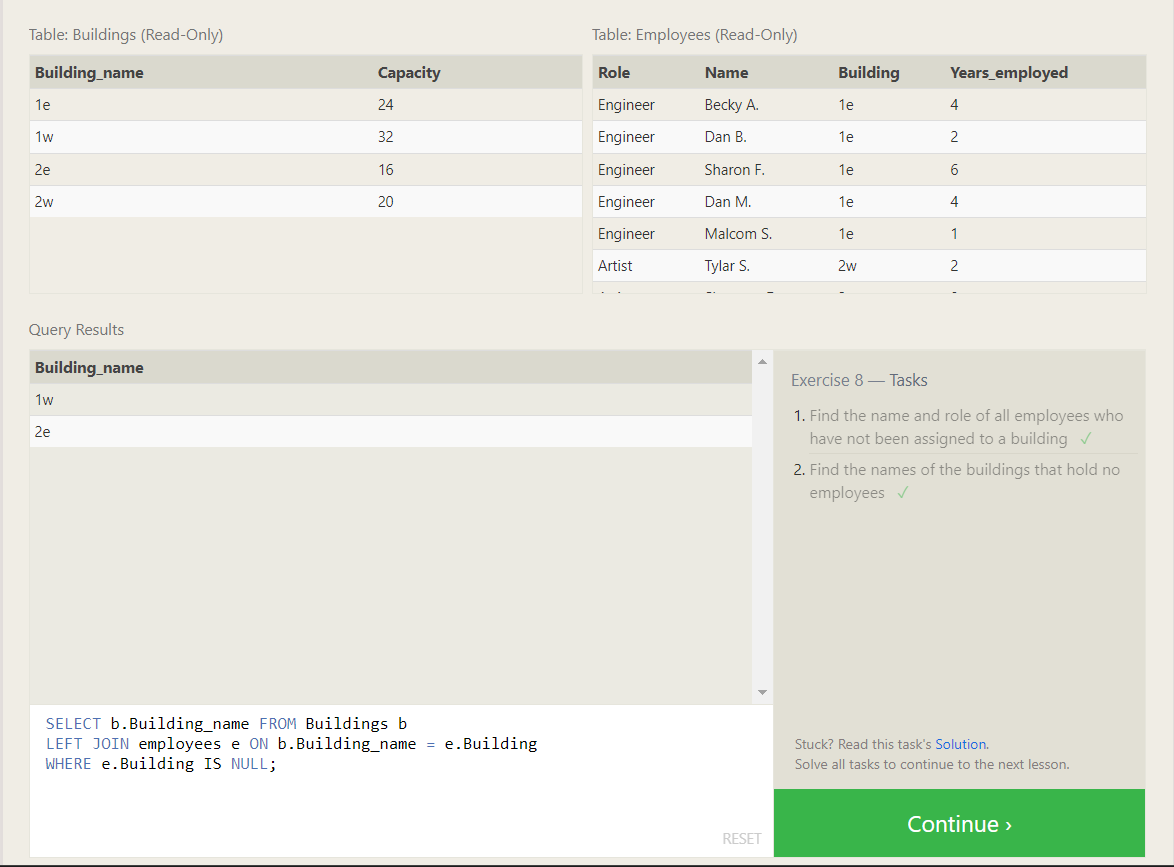 Table: Buildings (Read-Only)
Building_name Capacity
1e 24
1w 32
2e 16
2w 20
Table: Employees (Read-Only)
Role Name Building Years_employed
Engineer Becky A. 1e 4
Engineer Dan B. 1e 2
Engineer Sharon F. 1e 6
Engineer Dan M. 1e 4
Engineer Malcom S. 1e 1
Artist Tylar S. 2w 2
Query Results
Building_name
1w
2e
Exercise 8 — Tasks
1. Find the name and role of all employees who
have not been assigned to a building ✓
2. Find the names of the buildings that hold no
employees ✓
SELECT b.Building_name FROM Buildings b
LEFT JOIN employees e ON b.Building_name = e.Building
WHERE e.Building IS NULL;
RESET
Stuck? Read this task's Solution.
Solve all tasks to continue to the next lesson.
Continue ›